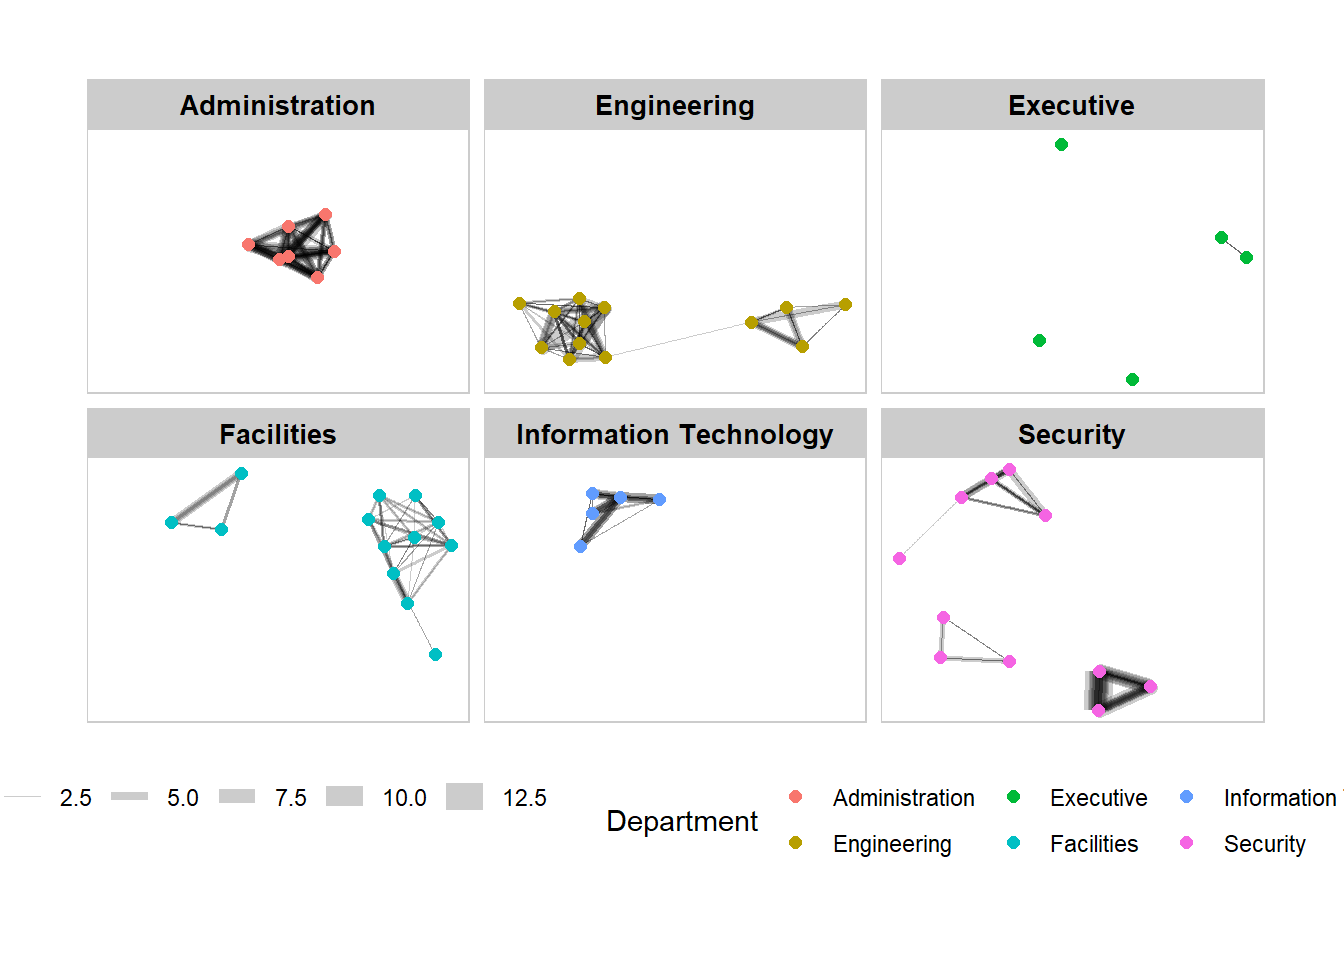 Administration
Engineering
Executive
Facilities
Information Technology
Security
2.5
5.0
7.5
10.0
12.5
Department
Administration
Executive
Information
Engineering
Facilities
Security